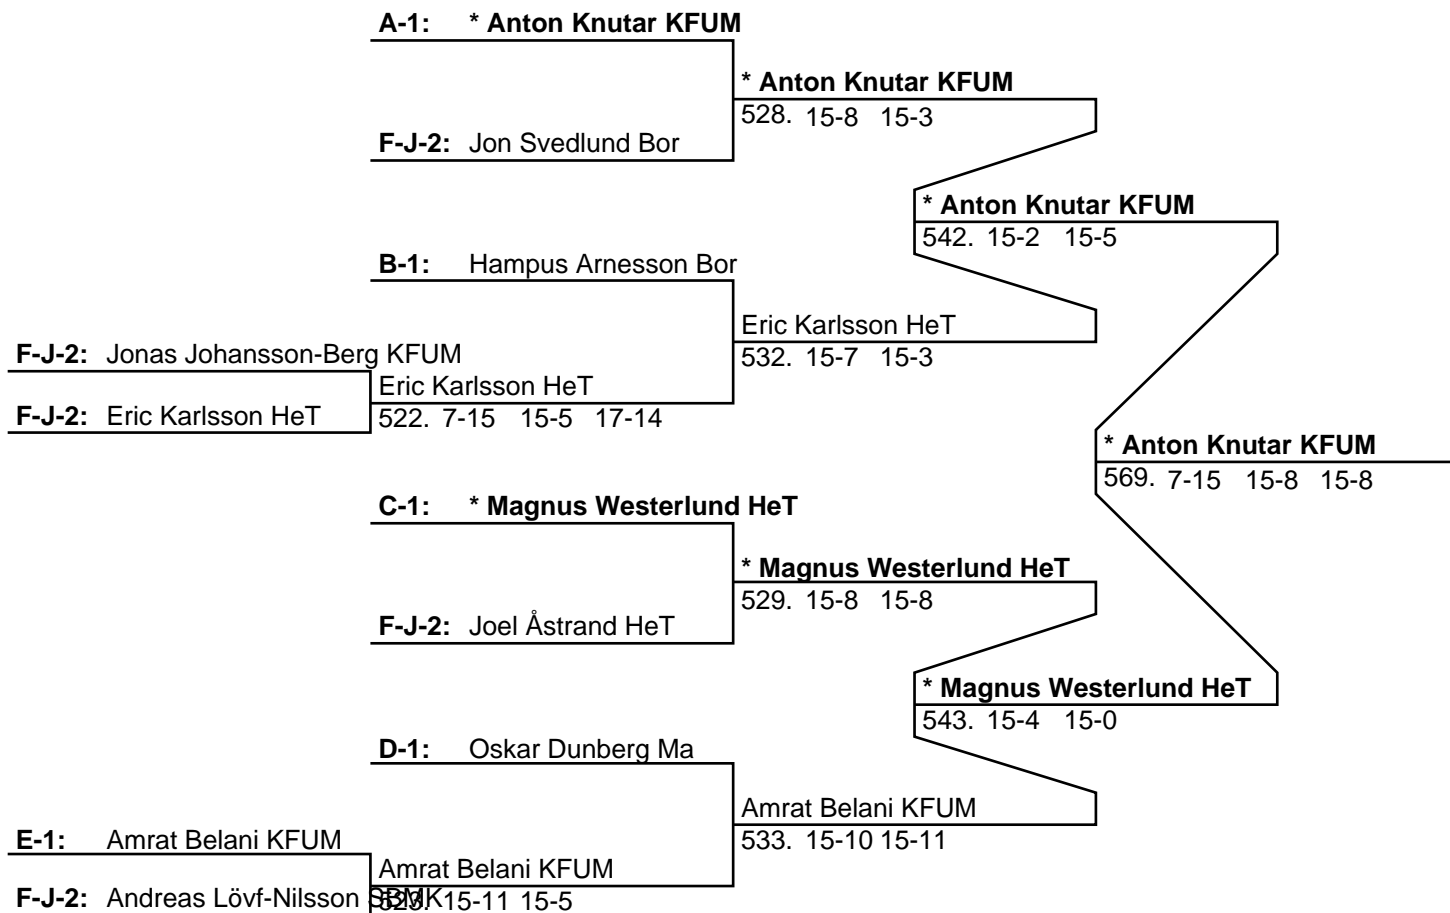 A-1: * Anton Knutar KFUM
* Anton Knutar KFUM
528. 15-8 15-3
F-J-2: Jon Svedlund Bor
* Anton Knutar KFUM
542. 15-2 15-5
B-1: Hampus Arnesson Bor
Eric Karlsson HeT
532. 15-7 15-3
F-J-2: Jonas Johansson-Berg KFUM
Eric Karlsson HeT
522. 7-15 15-5 17-14
F-J-2: Eric Karlsson HeT
* Anton Knutar KFUM
569. 7-15 15-8 15-8
C-1: * Magnus Westerlund HeT
* Magnus Westerlund HeT
529. 15-8 15-8
F-J-2: Joel Åstrand HeT
* Magnus Westerlund HeT
543. 15-4 15-0
D-1: Oskar Dunberg Ma
Amrat Belani KFUM
533. 15-10 15-11
E-1: Amrat Belani KFUM
Amrat Belani KFUM
523. 15-11 15-5
F-J-2: Andreas Lövf-Nilsson SBMK